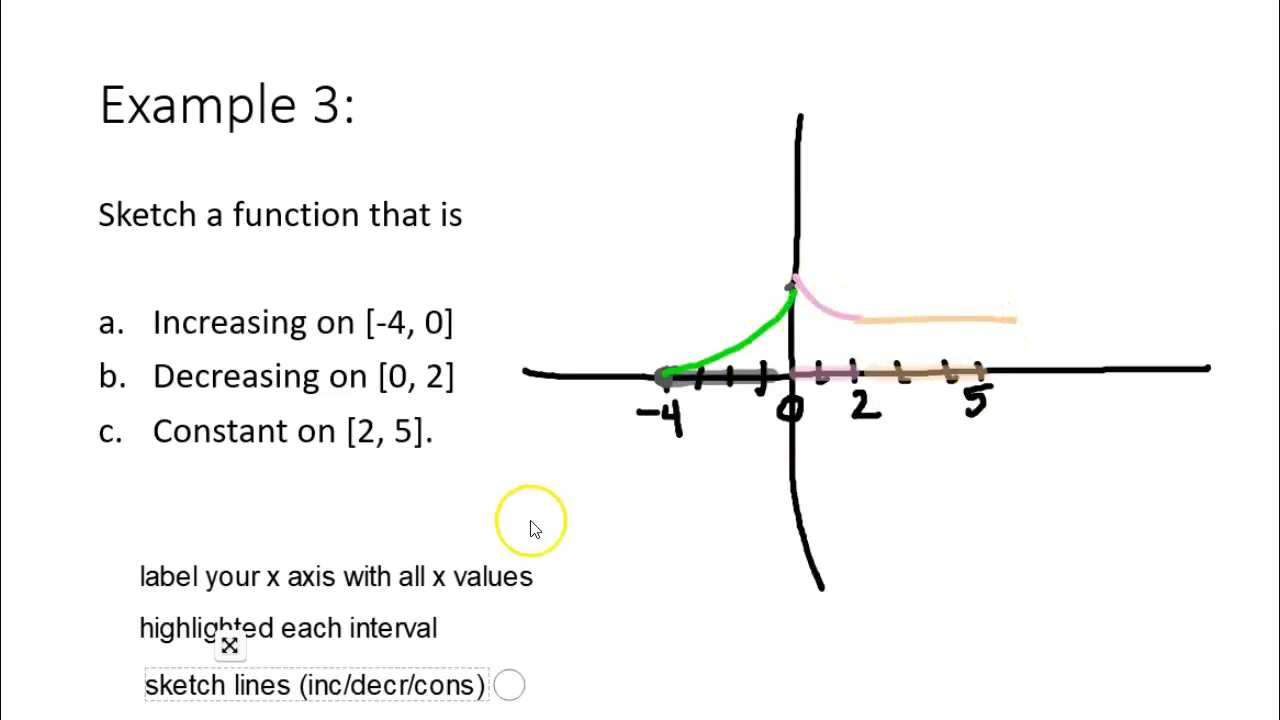 Example 3:
Sketch a function that is
a. Increasing on [-4, 0]
b. Decreasing on [0, 2]
c. Constant on [2, 5].
-4 0 2 5
label your x axis with all x values
highlighted each interval
sketch lines (inc/decr/cons)